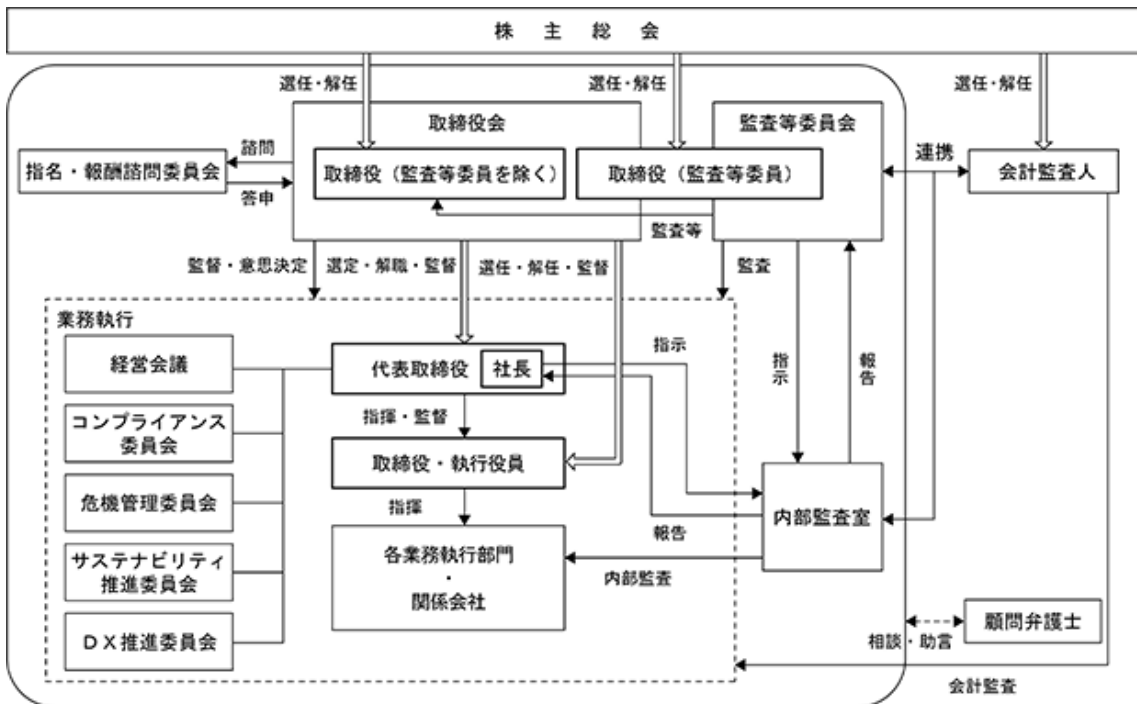 株主総会
選任・解任
選任・解任
選任・解任
取締役会
監査等委員会
諮問
指名・報酬諮問委員会
答申
取締役（監査等委員を除く）
取締役（監査等委員）
連携
会計監査人
監査等
監督・意思決定
選定・解職・監督
選任・解任・監督
監査
業務執行
経営会議
代表取締役
社長
指示
指示
報告
コンプライアンス
委員会
指揮・監督
取締役・執行役員
危機管理委員会
指揮
内部監査室
サステナビリティ
推進委員会
各業務執行部門
・
関係会社
報告
内部監査
DX推進委員会
顧問弁護士
相談・助言
会計監査